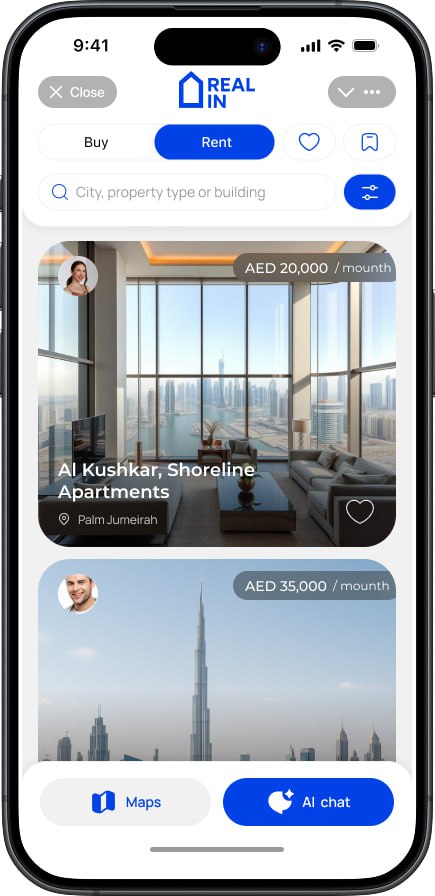 9:41
Close
REAL
IN
Buy
Rent
City, property type or building
AED 20,000 / mounth
Al Kushkar, Shoreline
Apartments
Palm Jumeirah
AED 35,000 / mounth
Maps
AI chat